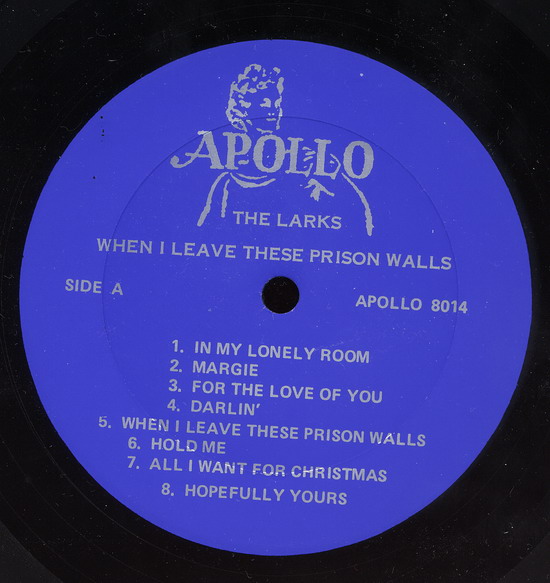 APOLLO
THE LARKS
WHEN I LEAVE THESE PRISON WALLS
SIDE A
APOLLO 8014
1. IN MY LONELY ROOM
2. MARGIE
3. FOR THE LOVE OF YOU
4. DARLIN'
5. WHEN I LEAVE THESE PRISON WALLS
6. HOLD ME
7. ALL I WANT FOR CHRISTMAS
8. HOPEFULLY YOURS